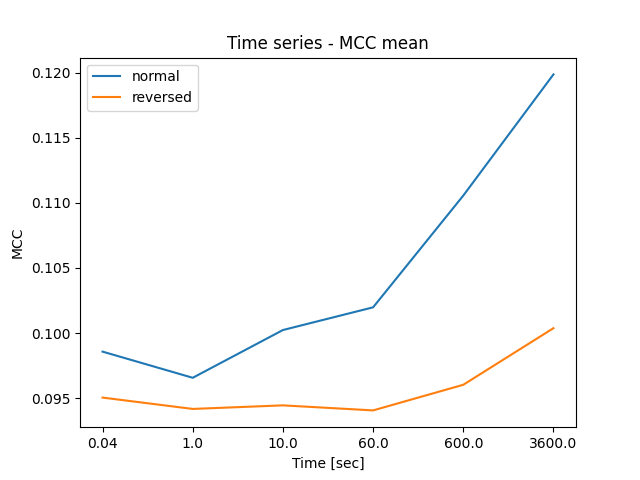 Time series - MCC mean
normal
reversed
0.120
0.115
0.110
0.105
0.100
0.095
MCC
0.04 1.0 10.0 60.0 600.0 3600.0
Time [sec]